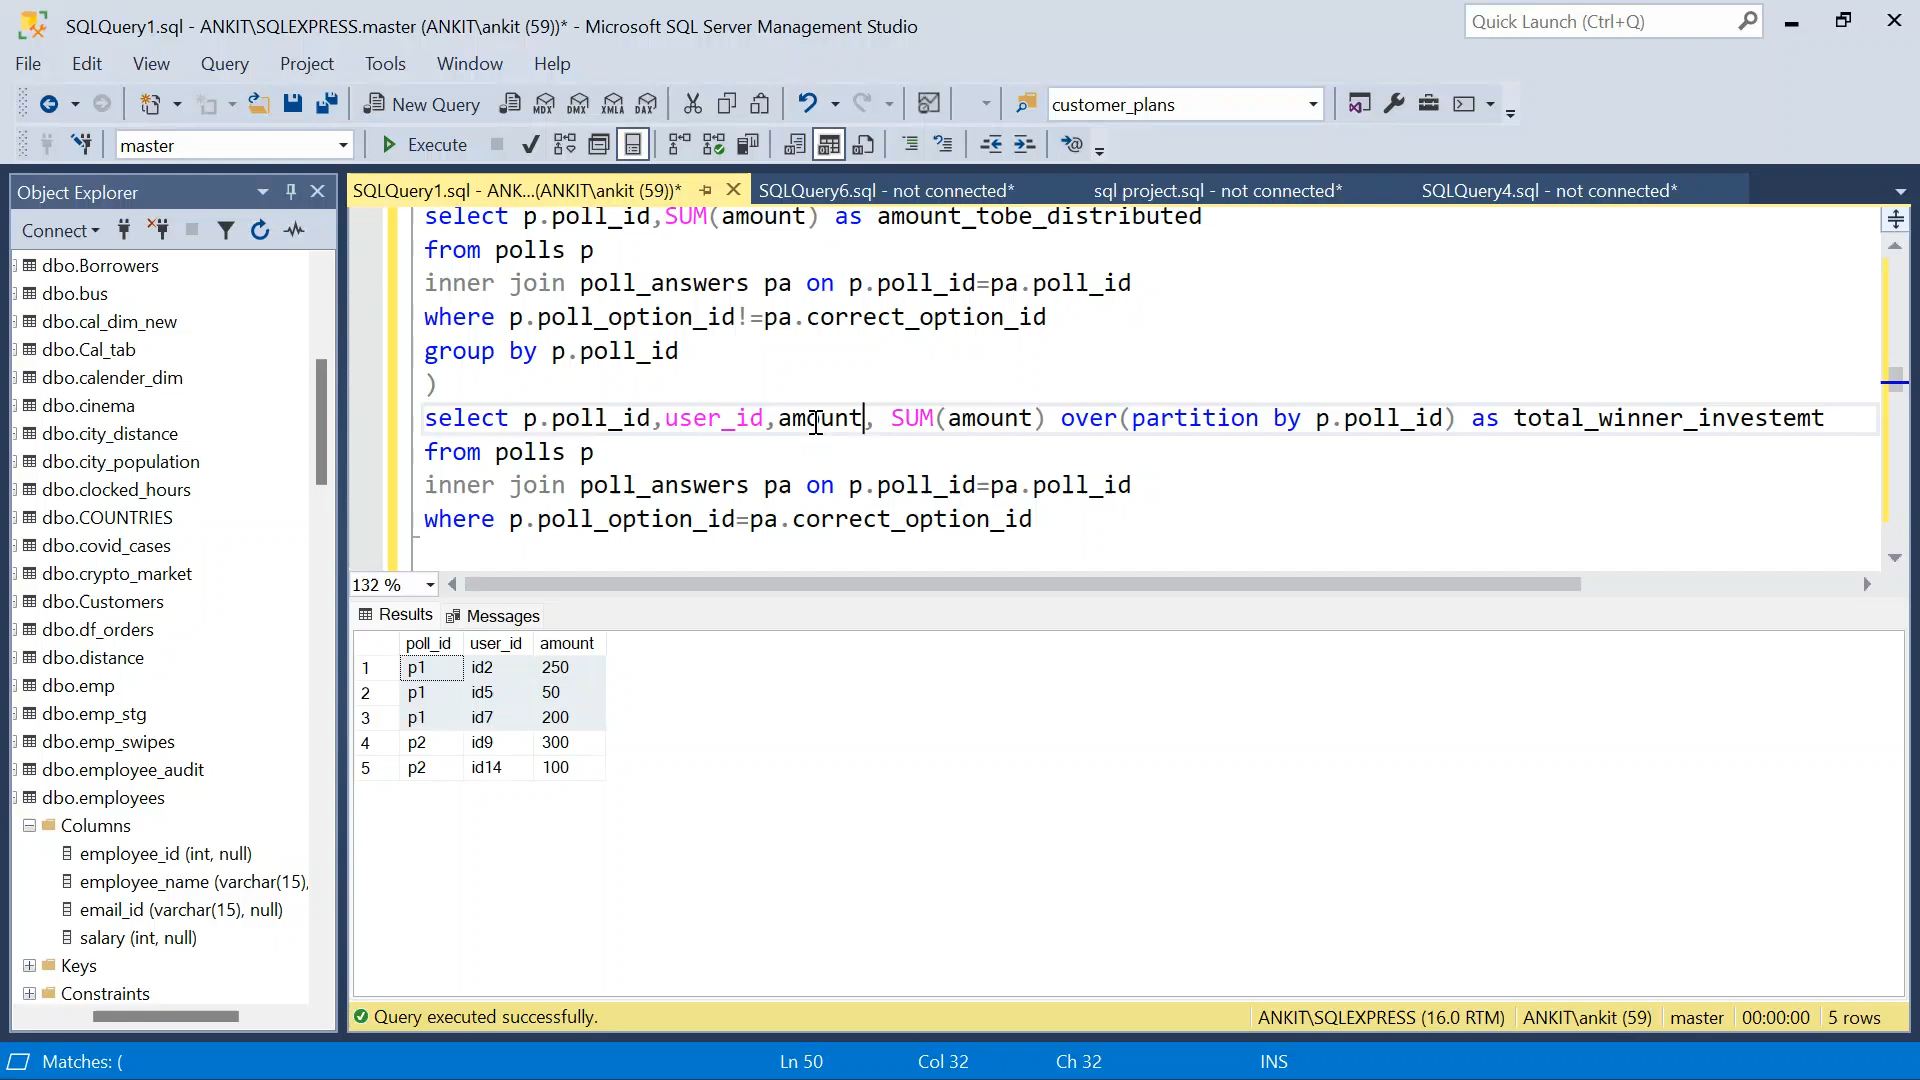 SQLQuery1.sql - ANKIT\SQLEXPRESS.master (ANKIT\ankit (59))* - Microsoft SQL Server Management Studio
Quick Launch (Ctrl+Q)
File Edit View Query Project Tools Window Help
New Query MDX DMX XMLA DAX customer_plans
master Execute
Object Explorer
SQLQuery1.sql - ANK...(ANKIT\ankit (59))* SQLQuery6.sql - not connected* sql project.sql - not connected* SQLQuery4.sql - not connected*
Connect
dbo.Borrowers
dbo.bus
dbo.cal_dim_new
dbo.Cal_tab
dbo.calender_dim
dbo.cinema
dbo.city_distance
dbo.city_population
dbo.clocked_hours
dbo.COUNTRIES
dbo.covid_cases
dbo.crypto_market
dbo.Customers
dbo.df_orders
dbo.distance
dbo.emp
dbo.emp_stg
dbo.emp_swipes
dbo.employee_audit
dbo.employees
Columns
employee_id (int, null)
employee_name (varchar(15),
email_id (varchar(15), null)
salary (int, null)
Keys
Constraints
select p.poll_id,SUM(amount) as amount_tobe_distributed
from polls p
inner join poll_answers pa on p.poll_id=pa.poll_id
where p.poll_option_id!=pa.correct_option_id
group by p.poll_id
)
select p.poll_id,user_id,amount, SUM(amount) over(partition by p.poll_id) as total_winner_investemt
from polls p
inner join poll_answers pa on p.poll_id=pa.poll_id
where p.poll_option_id=pa.correct_option_id
132 %
Results Messages
poll_id user_id amount
1 p1 id2 250
2 p1 id5 50
3 p1 id7 200
4 p2 id9 300
5 p2 id14 100
Query executed successfully. ANKIT\SQLEXPRESS (16.0 RTM) ANKIT\ankit (59) master 00:00:00 5 rows
Matches: ( Ln 50 Col 32 Ch 32 INS